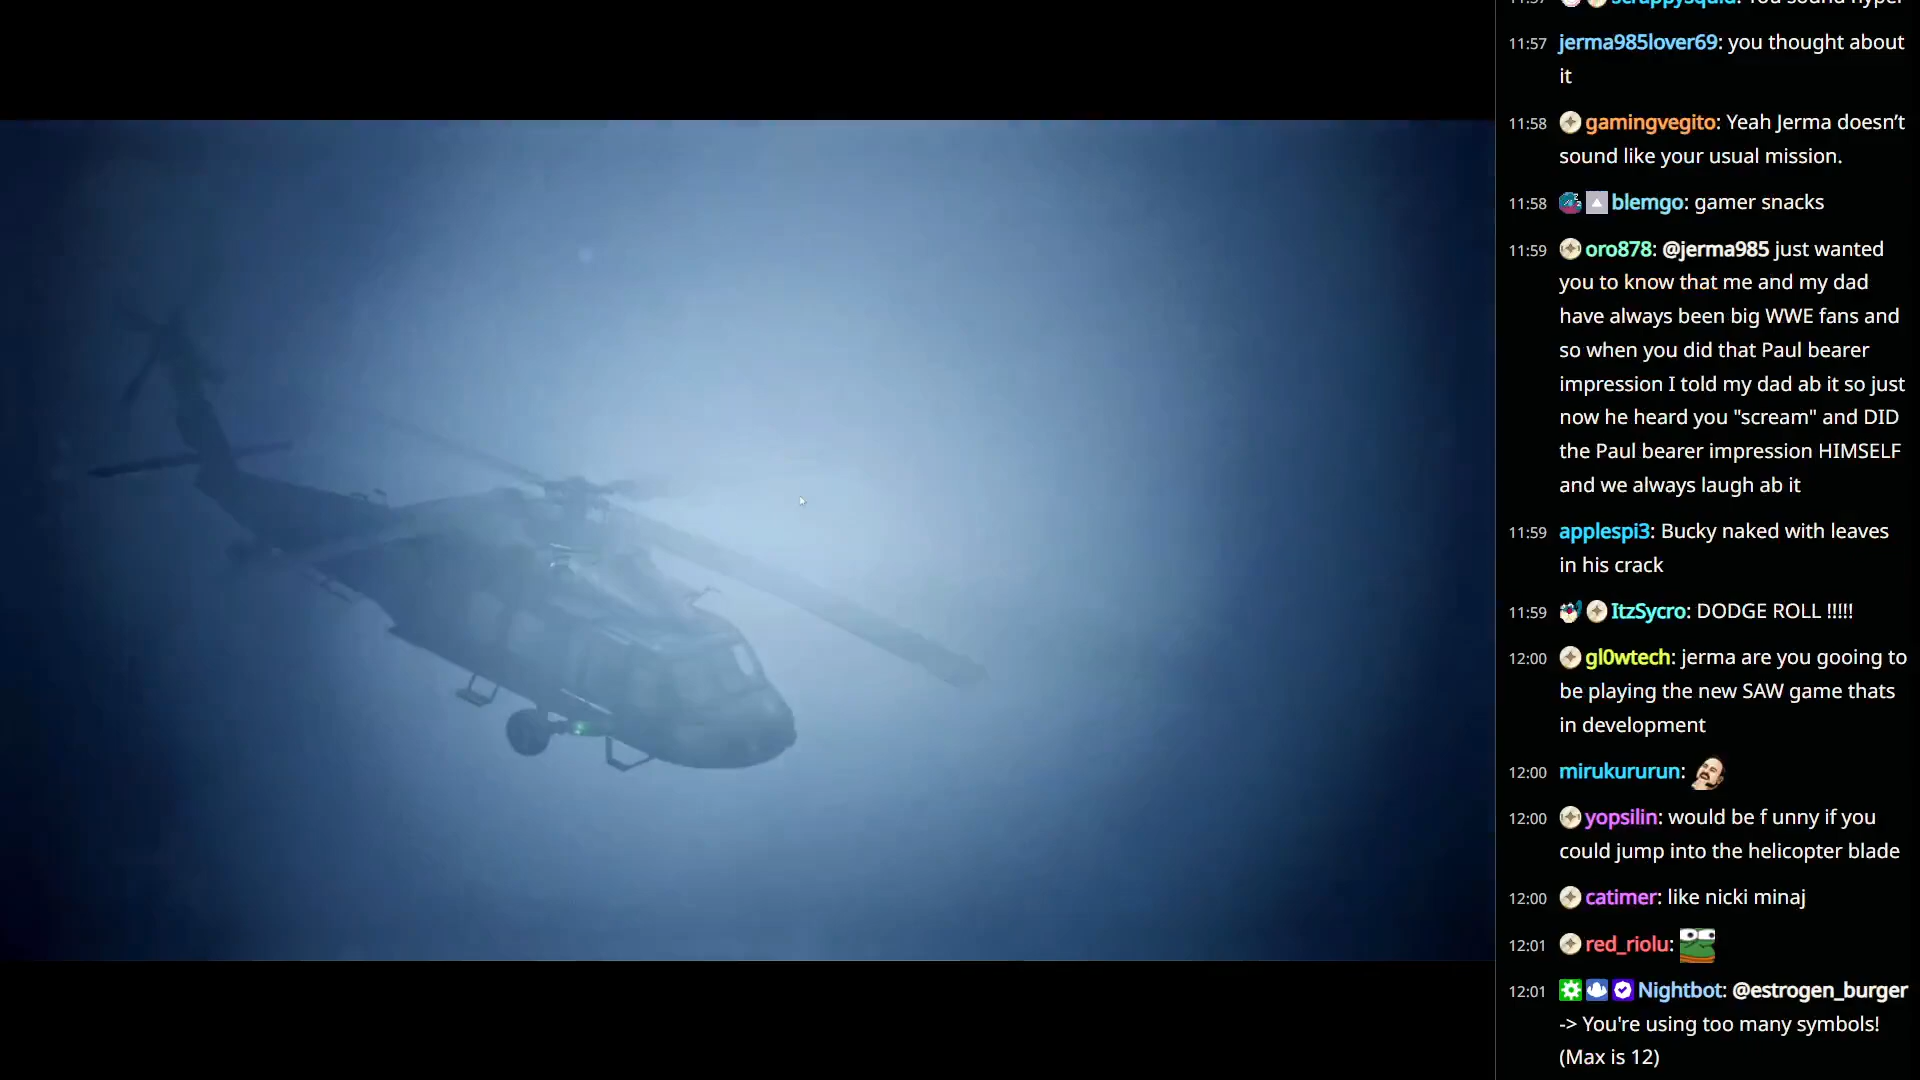 11:57 scrappysquid: You sound hyper
11:57 jerma985lover69: you thought about
it
11:58 gamingvegito: Yeah Jerma doesn’t
sound like your usual mission.
11:58 blemgo: gamer snacks
11:59 oro878: @jerma985 just wanted
you to know that me and my dad
have always been big WWE fans and
so when you did that Paul bearer
impression I told my dad ab it so just
now he heard you "scream" and DID
the Paul bearer impression HIMSELF
and we always laugh ab it
11:59 applespi3: Bucky naked with leaves
in his crack
11:59 ItzSycro: DODGE ROLL !!!!!
12:00 gl0wtech: jerma are you gooing to
be playing the new SAW game thats
in development
12:00 mirukururun:
12:00 yopsilin: would be f unny if you
could jump into the helicopter blade
12:00 catimer: like nicki minaj
12:01 red_riolu:
12:01 Nightbot: @estrogen_burger
-> You're using too many symbols!
(Max is 12)